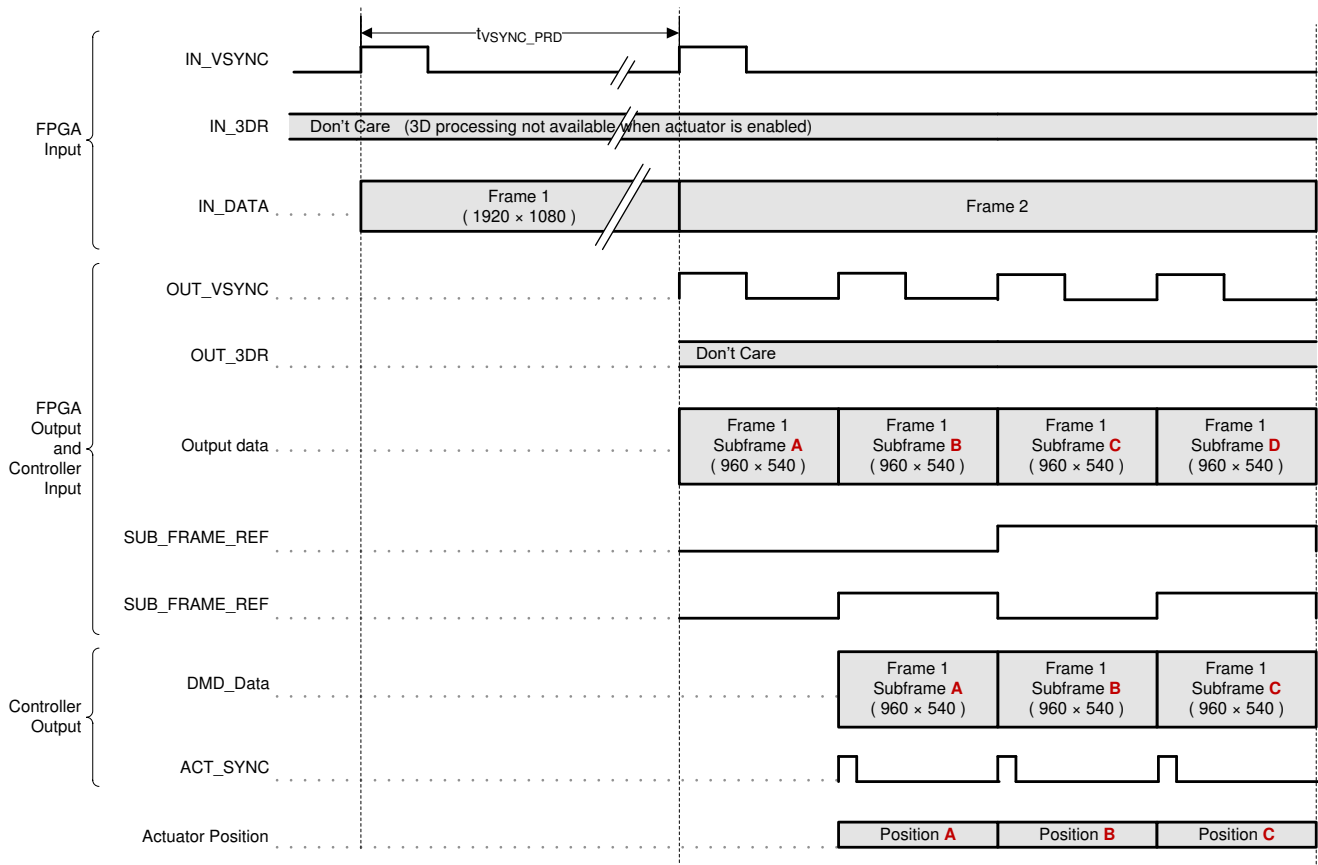 tVSYNC_PRD
IN_VSYNC
FPGA
Input
IN_3DR
Don't Care (3D processing not available when actuator is enabled)
IN_DATA
Frame 1
( 1920 × 1080 )
Frame 2
OUT_VSYNC
OUT_3DR
Don't Care
FPGA
Output
and
Controller
Input
Output data
Frame 1
Subframe A
( 960 × 540 )
Frame 1
Subframe B
( 960 × 540 )
Frame 1
Subframe C
( 960 × 540 )
Frame 1
Subframe D
( 960 × 540 )
SUB_FRAME_REF
SUB_FRAME_REF
Controller
Output
DMD_Data
Frame 1
Subframe A
( 960 × 540 )
Frame 1
Subframe B
( 960 × 540 )
Frame 1
Subframe C
( 960 × 540 )
ACT_SYNC
Actuator Position
Position A
Position B
Position C